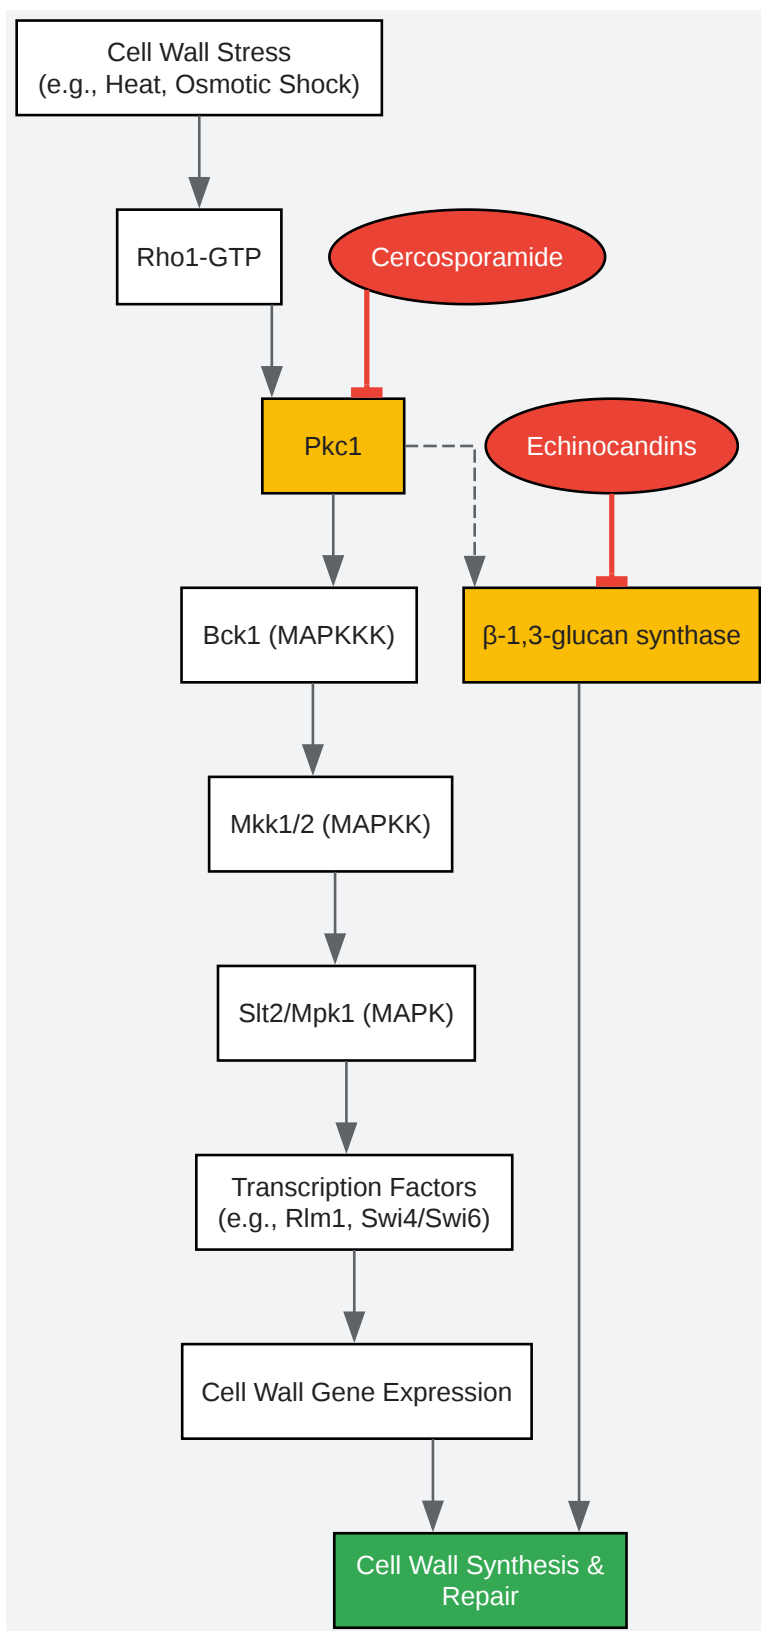 Cell Wall Stress
(e.g., Heat, Osmotic Shock)
Rho1-GTP
Cercosporamide
Pkc1
Echinocandins
Bck1 (MAPKKK)
β-1,3-glucan synthase
Mkk1/2 (MAPKK)
Slt2/Mpk1 (MAPK)
Transcription Factors
(e.g., Rlm1, Swi4/Swi6)
Cell Wall Gene Expression
Cell Wall Synthesis &
Repair